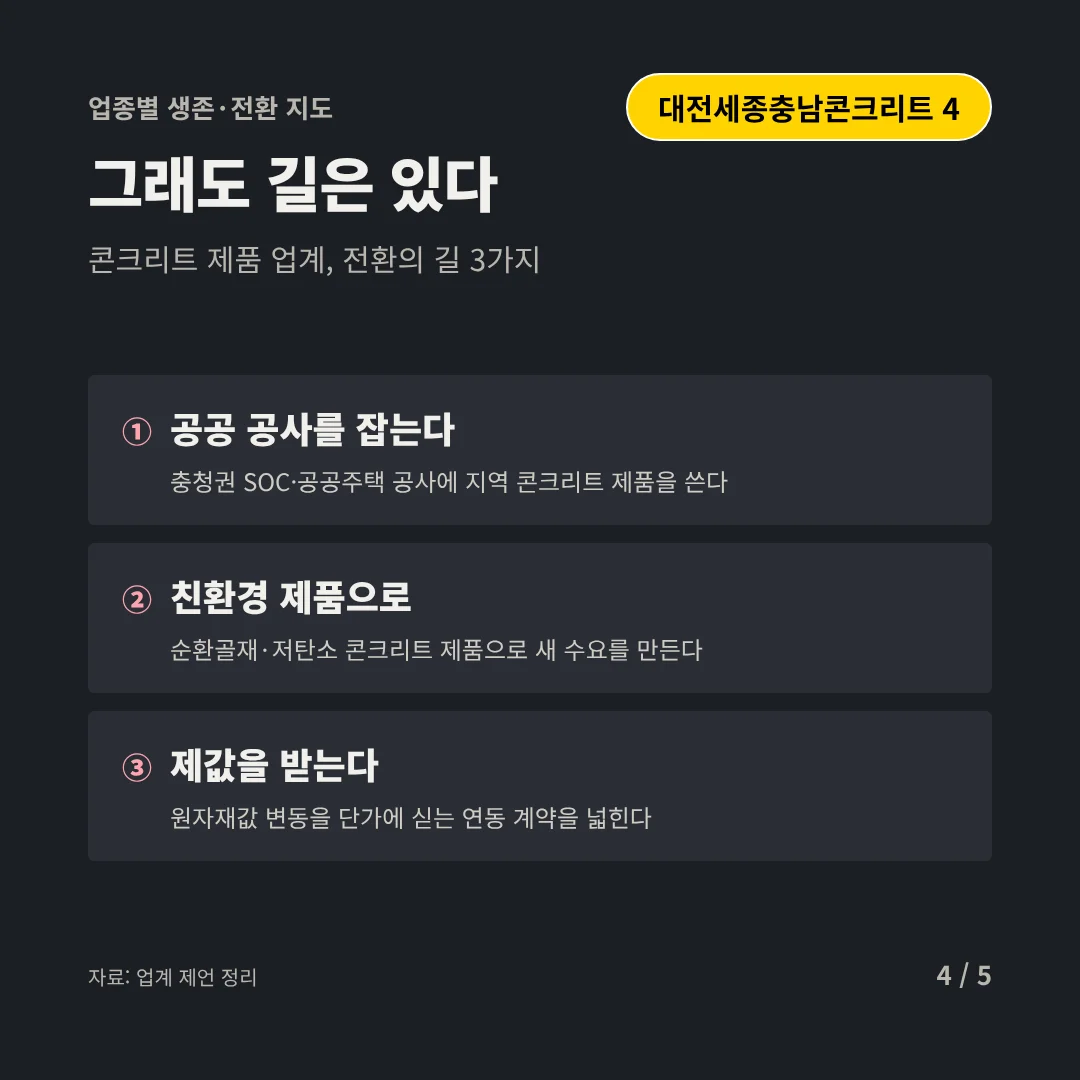 업종별 생존·전환 지도
대전세종충남콘크리트 4
그래도 길은 있다
콘크리트 제품 업계, 전환의 길 3가지
① 공공 공사를 잡는다
충청권 SOC·공공주택 공사에 지역 콘크리트 제품을 쓴다
② 친환경 제품으로
순환골재·저탄소 콘크리트 제품으로 새 수요를 만든다
③ 제값을 받는다
원자재값 변동을 단가에 싣는 연동 계약을 넓힌다
자료: 업계 제언 정리
4 / 5